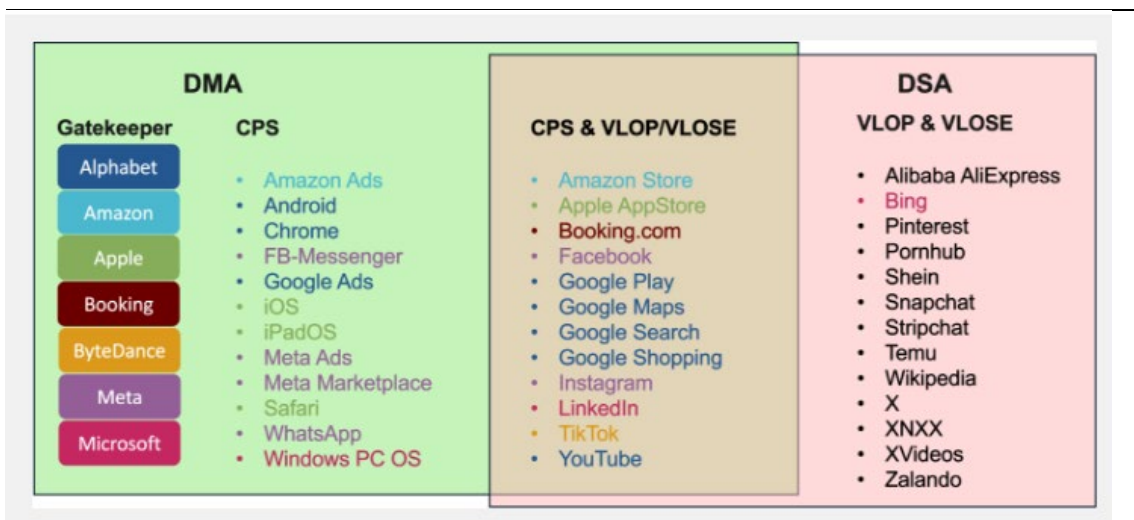 DMA
DSA
Gatekeeper
Alphabet
Amazon
Apple
Booking
ByteDance
Meta
Microsoft
CPS
• Amazon Ads
• Android
• Chrome
• FB-Messenger
• Google Ads
• iOS
• iPadOS
• Meta Ads
• Meta Marketplace
• Safari
• WhatsApp
• Windows PC OS
CPS & VLOP/VLOSE
• Amazon Store
• Apple AppStore
• Booking.com
• Facebook
• Google Play
• Google Maps
• Google Search
• Google Shopping
• Instagram
• LinkedIn
• TikTok
• YouTube
VLOP & VLOSE
• Alibaba AliExpress
• Bing
• Pinterest
• Pornhub
• Shein
• Snapchat
• Stripchat
• Temu
• Wikipedia
• X
• XNXX
• XVideos
• Zalando